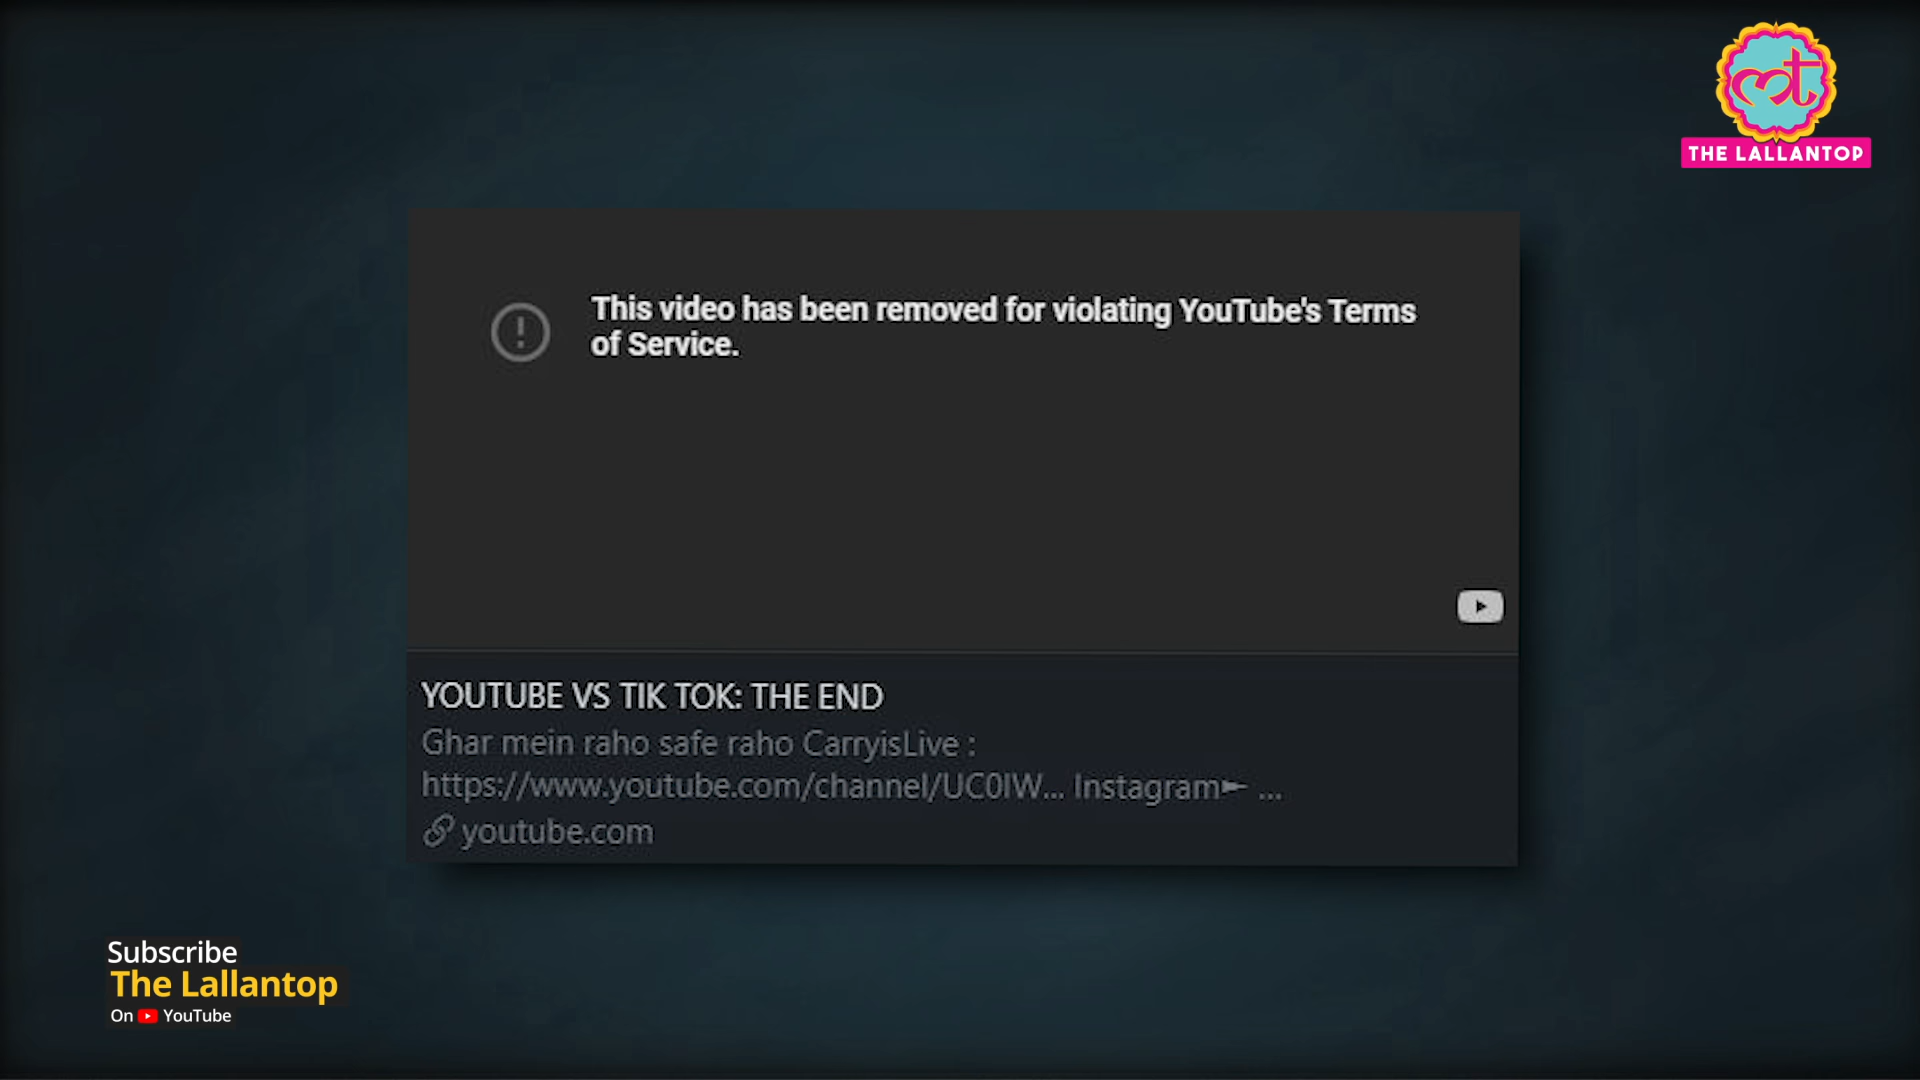 THE LALLANTOP
This video has been removed for violating YouTube's Terms
of Service.
YOUTUBE VS TIK TOK: THE END
Ghar mein raho safe raho CarryisLive :
https://www.youtube.com/channel/UC0IW... Instagram► ...
youtube.com
Subscribe
The Lallantop
On YouTube